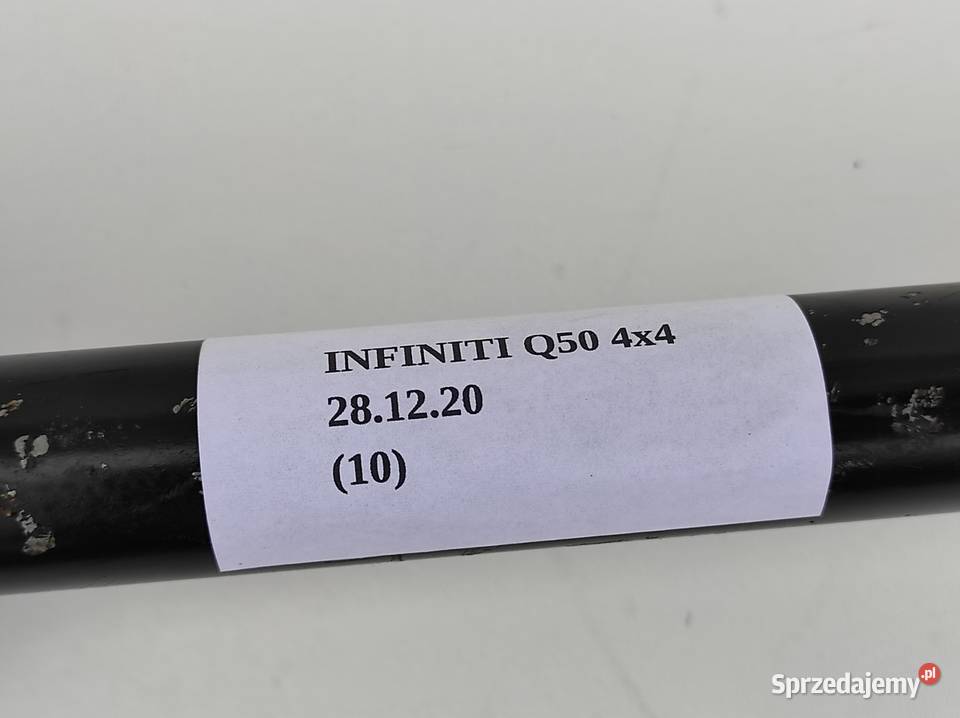 INFINITI Q50 4x4
28.12.20
(10)
Sprzedajemy.pl